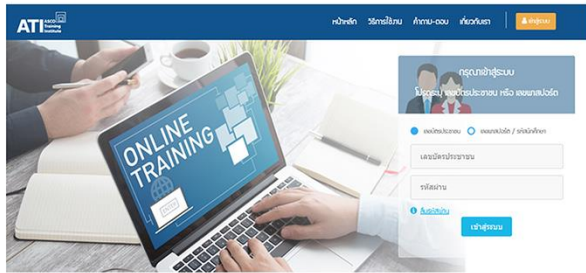 ATI ASCO Training Institute
หน้าหลัก วิธีการใช้งาน คำถาม-ตอบ เกี่ยวกับเรา เข้าสู่ระบบ
กรุณาเข้าสู่ระบบ
โปรดระบุ เลขบัตรประชาชน หรือ เลขพาสปอร์ต
ONLINE
TRAINING
เลขบัตรประชาชน เลขพาสปอร์ต / รหัสนักศึกษา
เลขบัตรประชาชน
รหัสผ่าน
ลืมรหัสผ่าน
เข้าสู่ระบบ